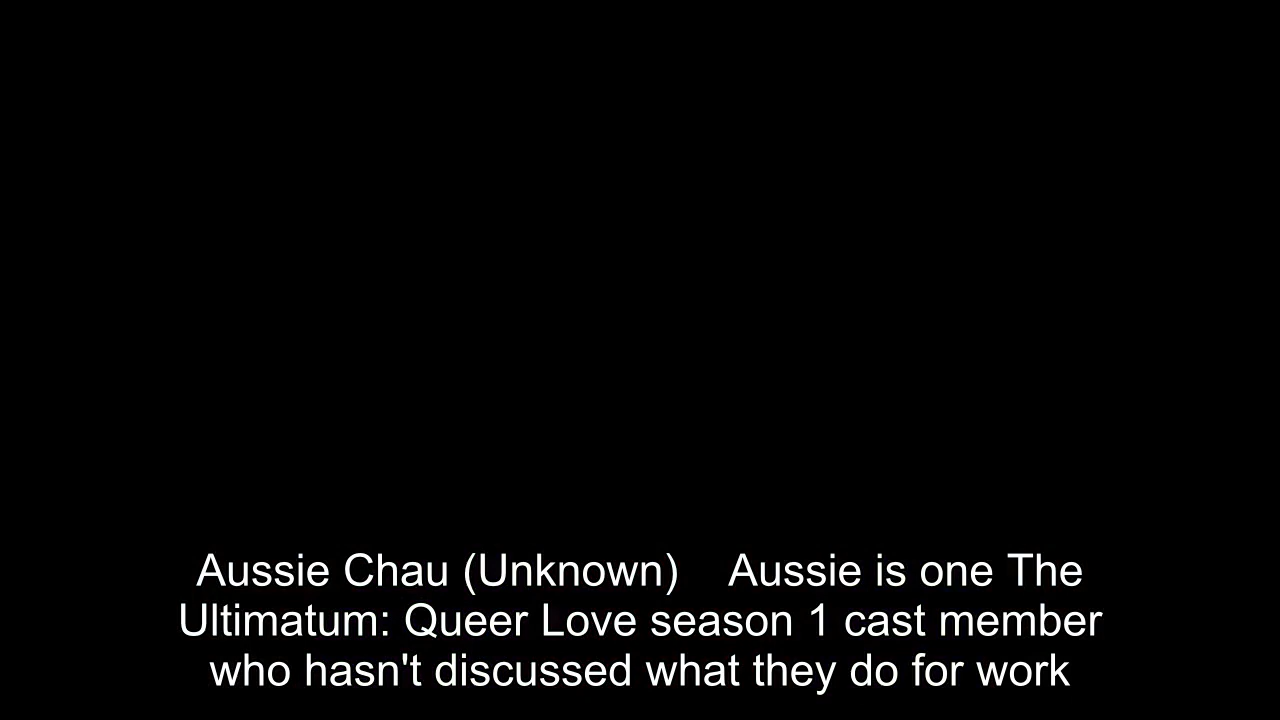 Aussie Chau (Unknown)    Aussie is one The
Ultimatum: Queer Love season 1 cast member
who hasn't discussed what they do for work